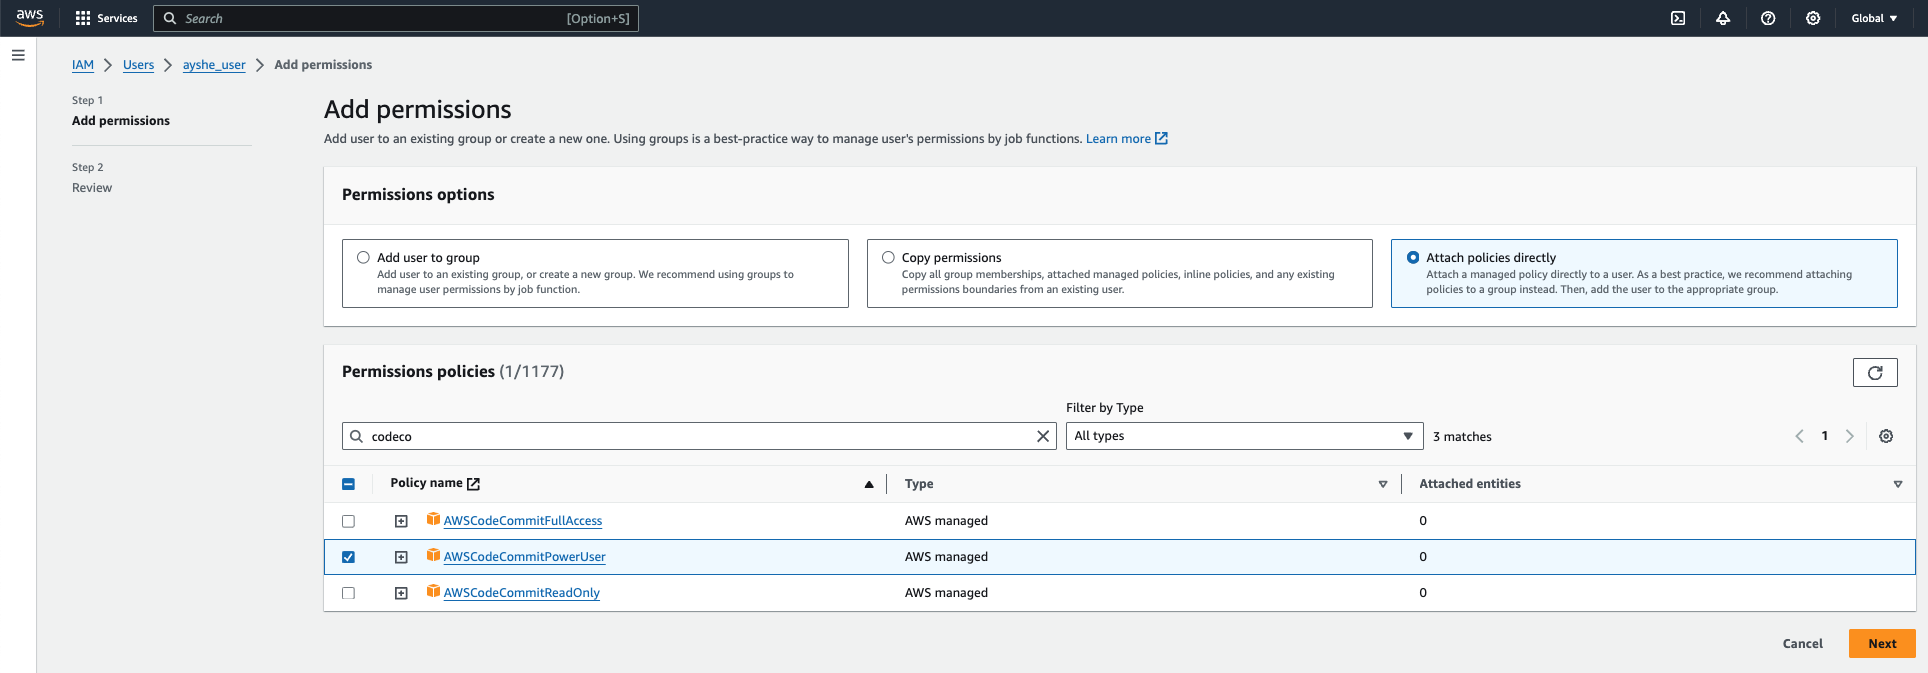 aws
Services
Search
[Option+S]
Global
IAM
Users
ayshe_user
Add permissions
Step 1
Add permissions
Step 2
Review
Add permissions
Add user to an existing group or create a new one. Using groups is a best-practice way to manage user's permissions by job functions. Learn more
Permissions options
Add user to group
Add user to an existing group, or create a new group. We recommend using groups to
manage user permissions by job function.
Copy permissions
Copy all group memberships, attached managed policies, inline policies, and any existing
permissions boundaries from an existing user.
Attach policies directly
Attach a managed policy directly to a user. As a best practice, we recommend attaching
policies to a group instead. Then, add the user to the appropriate group.
Permissions policies (1/1177)
Filter by Type
codeco
All types
3 matches
1
Policy name
Type
Attached entities
AWSCodeCommitFullAccess
AWS managed
0
AWSCodeCommitPowerUser
AWS managed
0
AWSCodeCommitReadOnly
AWS managed
0
Cancel
Next